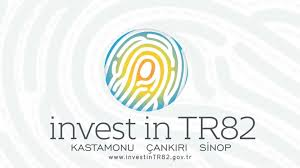 invest in TR82
KASTAMONU ÇANKIRI SİNOP
www.investinTR82.gov.tr